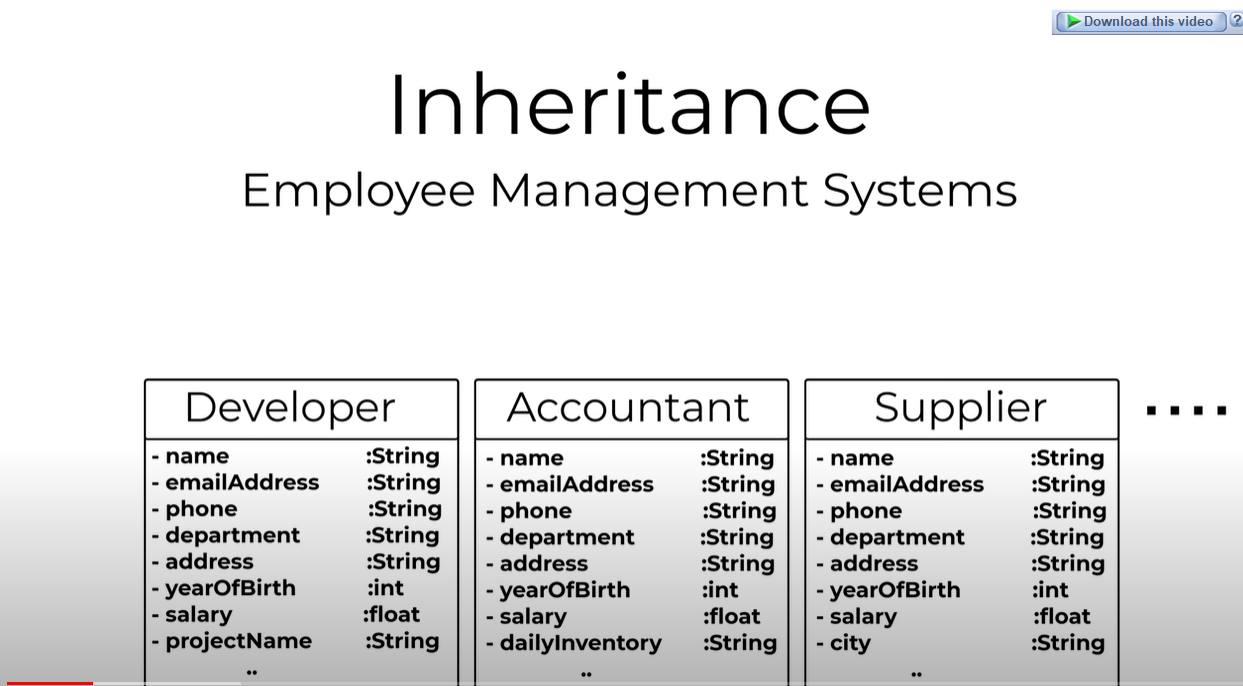 Download this video ?
Inheritance
Employee Management Systems
Developer
- name :String
- emailAddress :String
- phone :String
- department :String
- address :String
- yearOfBirth :int
- salary :float
- projectName :String
..
Accountant
- name :String
- emailAddress :String
- phone :String
- department :String
- address :String
- yearOfBirth :int
- salary :float
- dailyInventory :String
..
Supplier
- name :String
- emailAddress :String
- phone :String
- department :String
- address :String
- yearOfBirth :int
- salary :float
- city :String
..
....